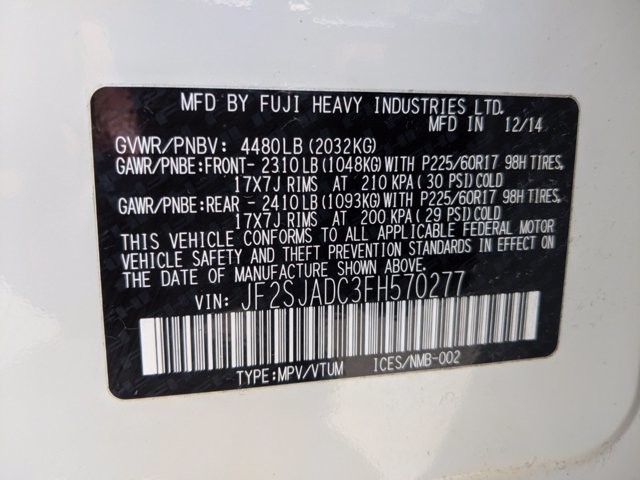 MFD BY FUJI HEAVY INDUSTRIES LTD.
MFD IN 12/14
GVWR/PNBV: 4480LB (2032KG)
GAWR/PNBE:FRONT- 2310LB (1048KG) WITH P225/60R17 98H TIRES,
17X7J RIMS AT 210 KPA ( 30 PSI) COLD
GAWR/PNBE:REAR - 2410LB (1093KG) WITH P225/60R17 98H TIRES,
17X7J RIMS AT 200 KPA ( 29 PSI) COLD
THIS VEHICLE CONFORMS TO ALL APPLICABLE FEDERAL MOTOR
VEHICLE SAFETY AND THEFT PREVENTION STANDARDS IN EFFECT ON
THE DATE OF MANUFACTURE SHOWN ABOVE.
VIN: JF2SJADC3FH570277
TYPE:MPV/VTUM ICES/NMB-002